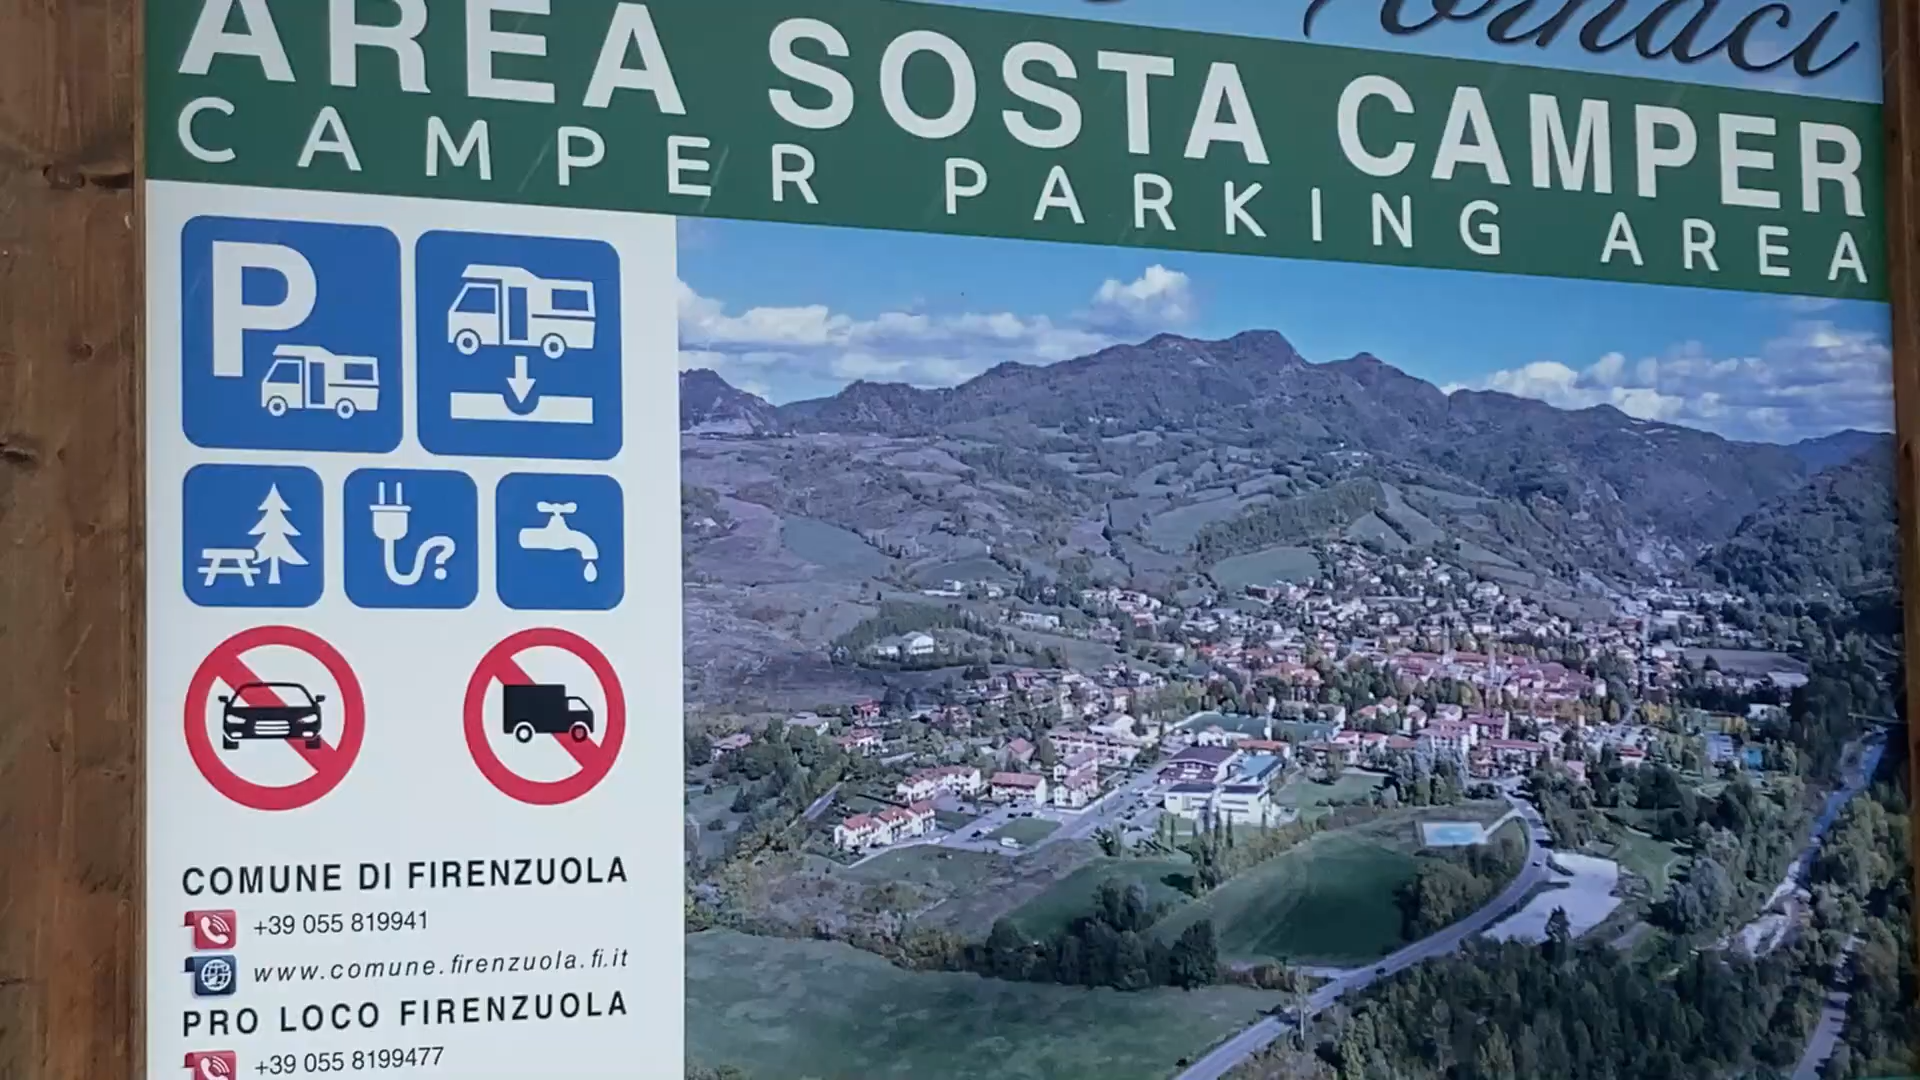 Fornaci
AREA SOSTA CAMPER
CAMPER PARKING AREA
P
?
COMUNE DI FIRENZUOLA
+39 055 819941
www.comune.firenzuola.fi.it
PRO LOCO FIRENZUOLA
+39 055 8199477